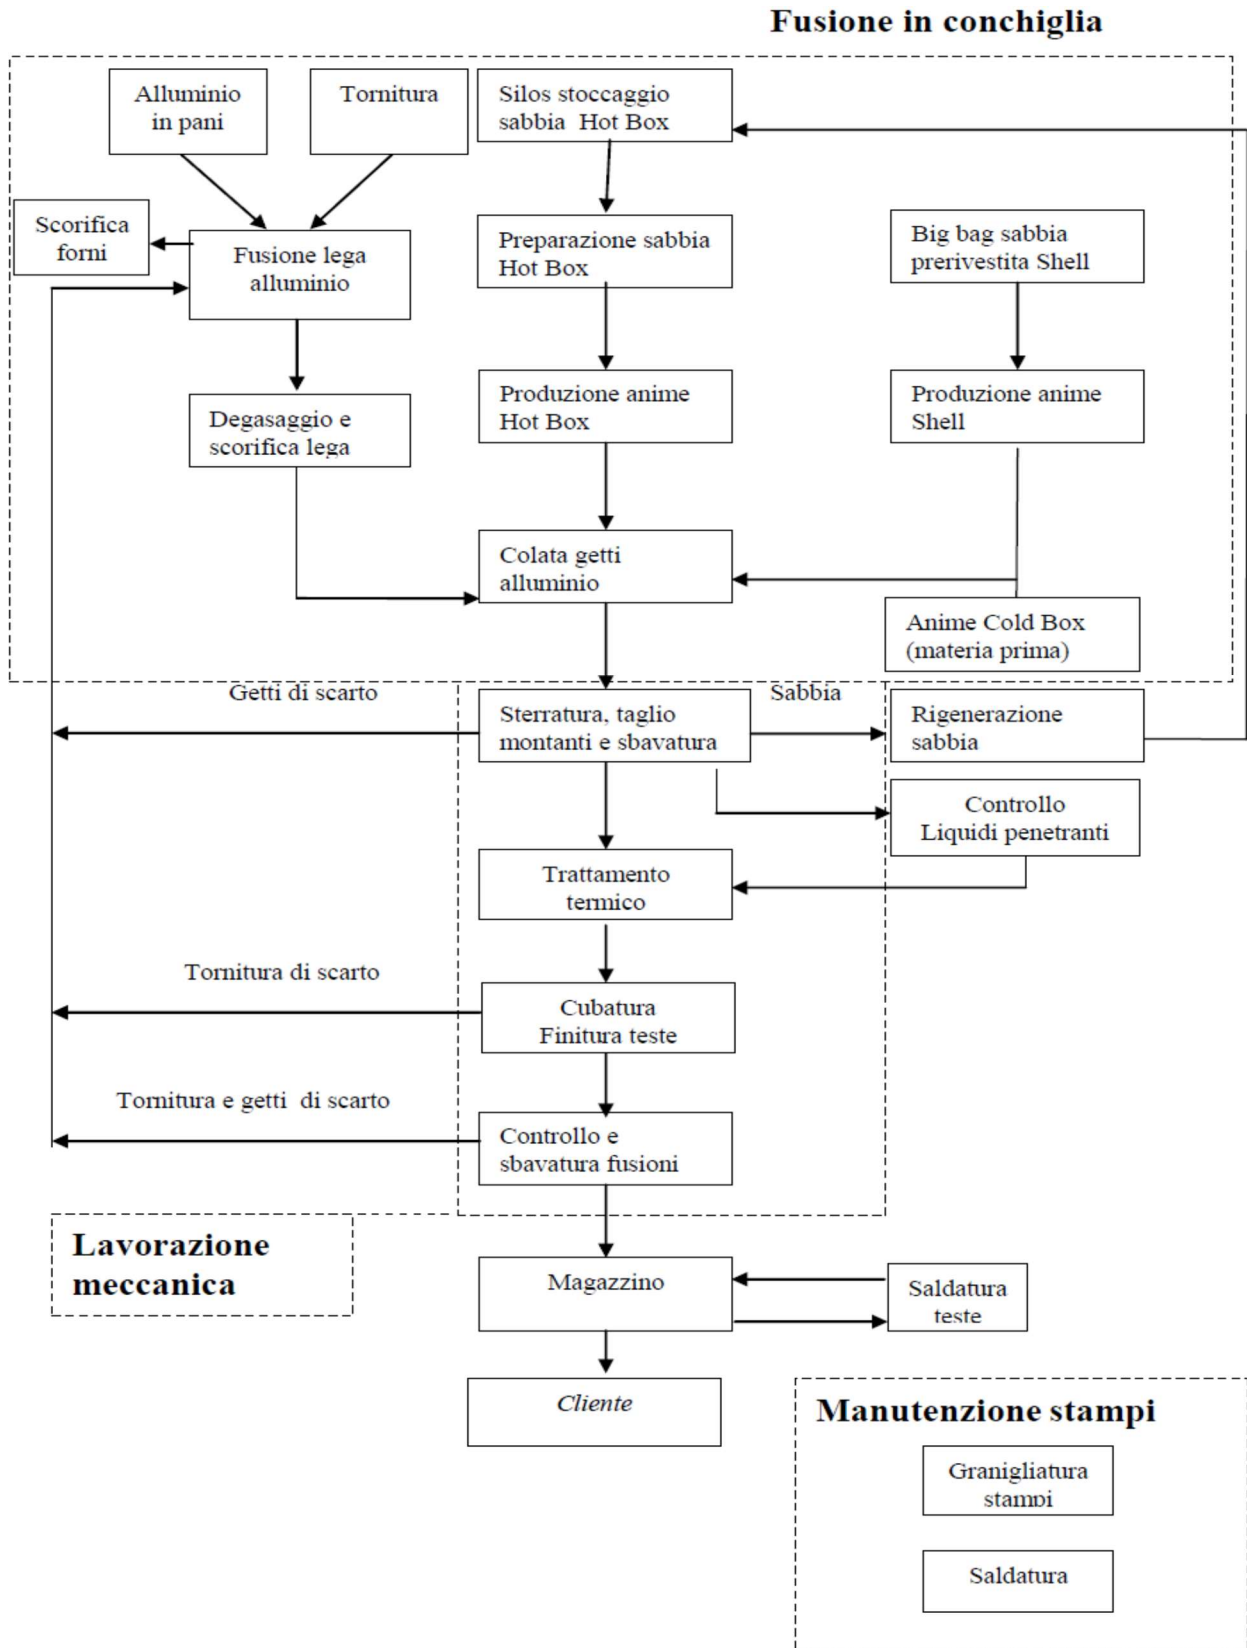 Fusione in conchiglia
Alluminio
in pani
Tornitura
Silos stoccaggio
sabbia  Hot Box
Scorifica
forni
Fusione lega
alluminio
Preparazione sabbia
Hot Box
Big bag sabbia
prerivestita Shell
Degasaggio e
scorifica lega
Produzione anime
Hot Box
Produzione anime
Shell
Colata getti
alluminio
Anime Cold Box
(materia prima)
Getti di scarto
Sterratura, taglio
montanti e sbavatura
Sabbia
Rigenerazione
sabbia
Controllo
Liquidi penetranti
Trattamento
termico
Tornitura di scarto
Cubatura
Finitura teste
Tornitura e getti  di scarto
Controllo e
sbavatura fusioni
Lavorazione
meccanica
Magazzino
Saldatura
teste
Cliente
Manutenzione stampi
Granigliatura
stampi
Saldatura